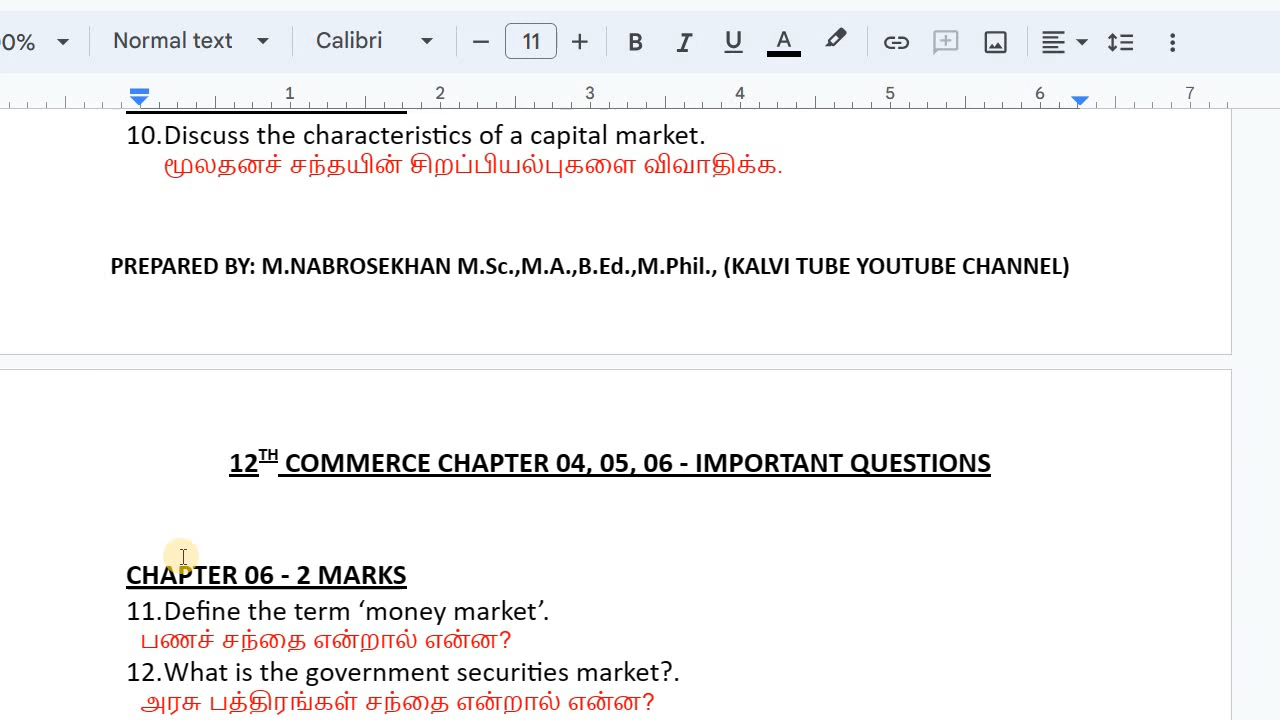 0% Normal text Calibri 11 B I U A
1 2 3 4 5 6 7
10.Discuss the characteristics of a capital market.
மூலதனச் சந்தயின் சிறப்பியல்புகளை விவாதிக்க.
PREPARED BY: M.NABROSEKHAN M.Sc.,M.A.,B.Ed.,M.Phil., (KALVI TUBE YOUTUBE CHANNEL)
12TH COMMERCE CHAPTER 04, 05, 06 - IMPORTANT QUESTIONS
CHAPTER 06 - 2 MARKS
11.Define the term ‘money market’.
பணச் சந்தை என்றால் என்ன?
12.What is the government securities market?.
அரசு பத்திரங்கள் சந்தை என்றால் என்ன?